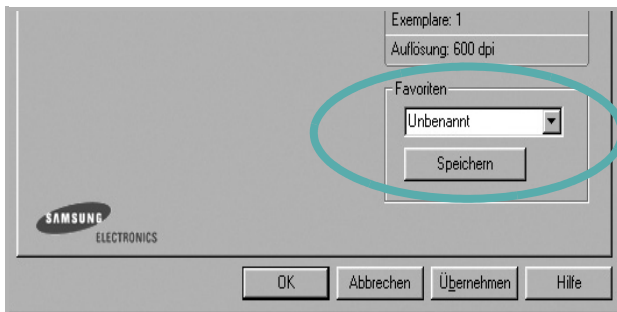 Exemplare: 1
Auflösung: 600 dpi
Favoriten
Unbenannt
Speichern
SAMSUNG
ELECTRONICS
OK Abbrechen Übernehmen Hilfe